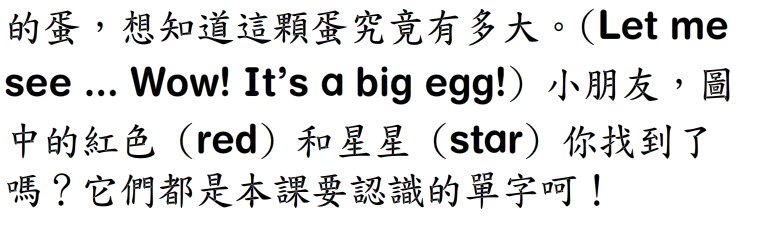 的蛋，想知道這顆蛋究竟有多大。(Let me
see ... Wow! It’s a big egg!）小朋友，圖
中的紅色（red）和星星（star）你找到了
嗎？它們都是本課要認識的單字呵！